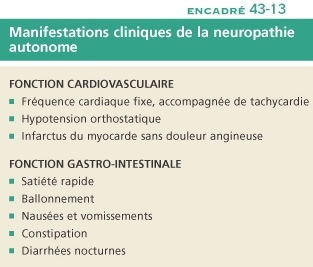 ENCADRÉ 43-13
Manifestations cliniques de la neuropathie
autonome
FONCTION CARDIOVASCULAIRE
■ Fréquence cardiaque fixe, accompagnée de tachycardie
■ Hypotension orthostatique
■ Infarctus du myocarde sans douleur angineuse
FONCTION GASTRO-INTESTINALE
■ Satiété rapide
■ Ballonnement
■ Nausées et vomissements
■ Constipation
■ Diarrhées nocturnes